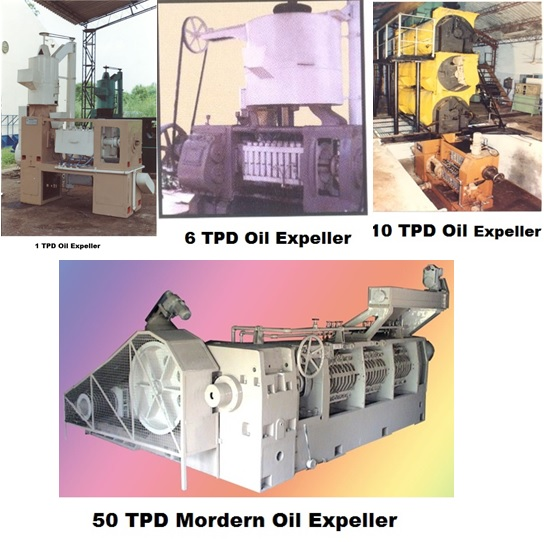 1 TPD Oil Expeller
6 TPD Oil Expeller
10 TPD Oil Expeller
50 TPD Mordern Oil Expeller